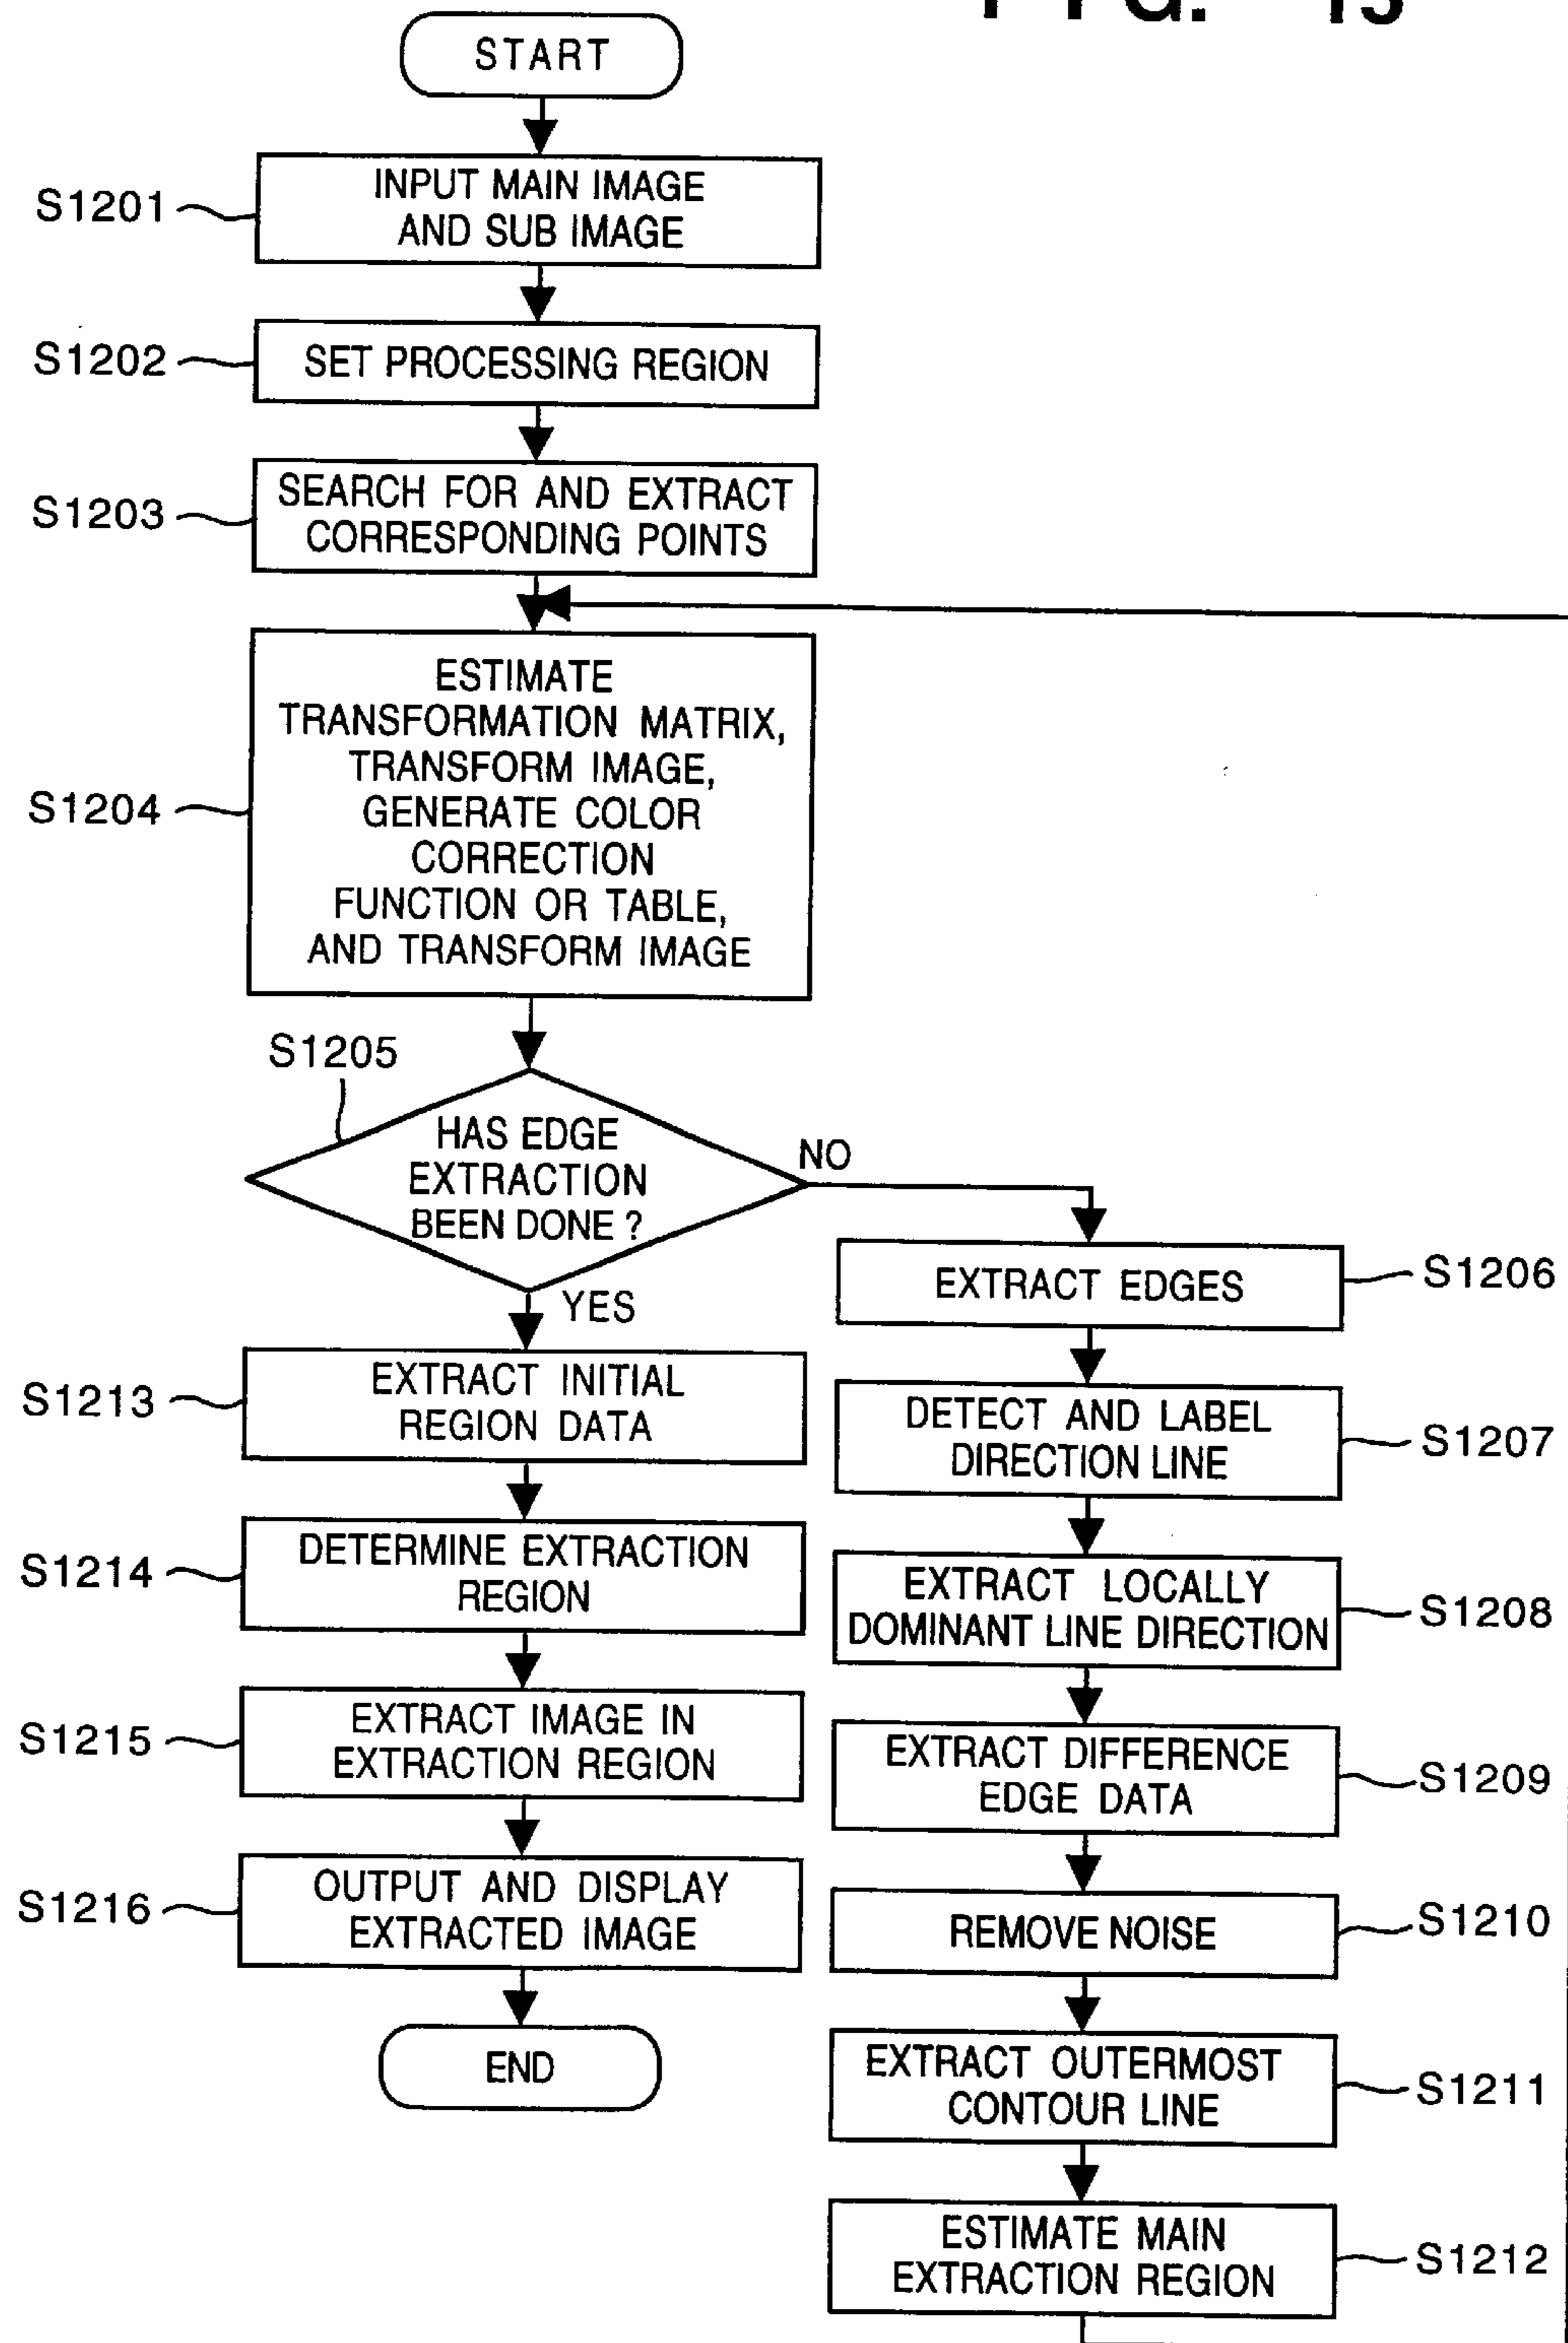 FIG. 13
START
S1201
INPUT MAIN IMAGE
AND SUB IMAGE
S1202
SET PROCESSING REGION
S1203
SEARCH FOR AND EXTRACT
CORRESPONDING POINTS
S1204
ESTIMATE
TRANSFORMATION MATRIX,
TRANSFORM IMAGE,
GENERATE COLOR
CORRECTION
FUNCTION OR TABLE,
AND TRANSFORM IMAGE
S1205
HAS EDGE
EXTRACTION
BEEN DONE ?
NO
YES
S1206
EXTRACT EDGES
S1207
DETECT AND LABEL
DIRECTION LINE
S1208
EXTRACT LOCALLY
DOMINANT LINE DIRECTION
S1209
EXTRACT DIFFERENCE
EDGE DATA
S1210
REMOVE NOISE
S1211
EXTRACT OUTERMOST
CONTOUR LINE
S1212
ESTIMATE MAIN
EXTRACTION REGION
S1213
EXTRACT INITIAL
REGION DATA
S1214
DETERMINE EXTRACTION
REGION
S1215
EXTRACT IMAGE IN
EXTRACTION REGION
S1216
OUTPUT AND DISPLAY
EXTRACTED IMAGE
END